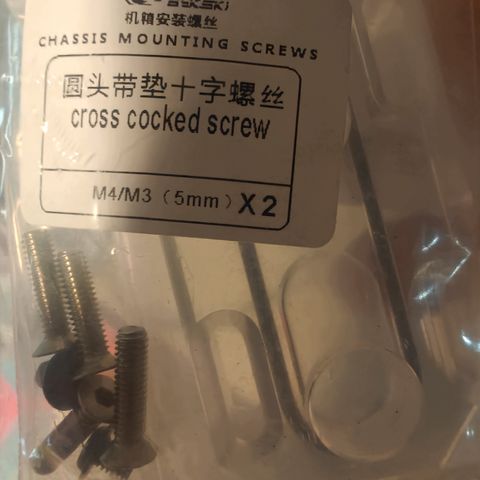 机箱安装螺丝
CHASSIS MOUNTING SCREWS
圆头带垫十字螺丝
cross cocked screw
M4/M3（5mm）X2